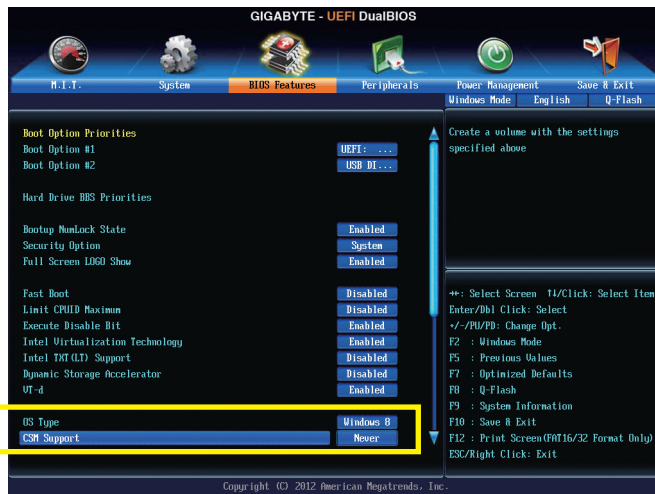 GIGABYTE - UEFI DualBIOS
M.I.T. System BIOS Features Peripherals Power Management Save & Exit
Windows Mode English Q-Flash
Boot Option Priorities
Boot Option #1 UEFI: ...
Boot Option #2 USB DI...
Hard Drive BBS Priorities
Bootup NumLock State Enabled
Security Option System
Full Screen LOGO Show Enabled
Fast Boot Disabled
Limit CPUID Maximum Disabled
Execute Disable Bit Enabled
Intel Virtualization Technology Enabled
Intel TXT(LT) Support Disabled
Dynamic Storage Accelerator Disabled
VT-d Enabled
OS Type Windows 8
CSM Support Never
Create a volume with the settings
specified above
→←: Select Screen ↑↓/Click: Select Item
Enter/Dbl Click: Select
+/-/PU/PD: Change Opt.
F2 : Windows Mode
F5 : Previous Values
F7 : Optimized Defaults
F8 : Q-Flash
F9 : System Information
F10 : Save & Exit
F12 : Print Screen(FAT16/32 Format Only)
ESC/Right Click: Exit
Copyright (C) 2012 American Megatrends, Inc.